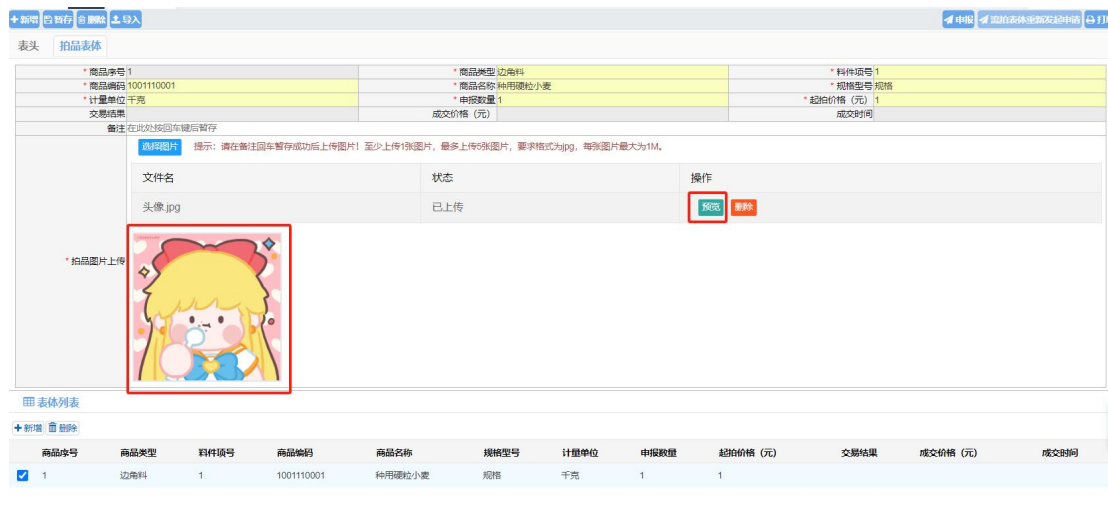 新增 暂存 删除 导入 申报 流拍表体重新发起申请 打印
表头 拍品表体
* 商品序号 1 * 商品类型 边角料 * 料件项号 1
* 商品编码 1001110001 * 商品名称 种用硬粒小麦 * 规格型号 规格
* 计量单位 千克 * 申报数量 1 * 起拍价格（元） 1
交易结果 成交价格（元） 成交时间
备注 在此处按回车键后暂存
选择图片 提示：请在备注回车暂存成功后上传图片！至少上传1张图片，最多上传5张图片，要求格式为jpg，每张图片最大为1M。
文件名 状态 操作
头像.jpg 已上传 预览 删除
* 拍品图片上传
表体列表
新增 删除
商品序号 商品类型 料件项号 商品编码 商品名称 规格型号 计量单位 申报数量 起拍价格（元） 交易结果 成交价格（元） 成交时间
1 边角料 1 1001110001 种用硬粒小麦 规格 千克 1 1